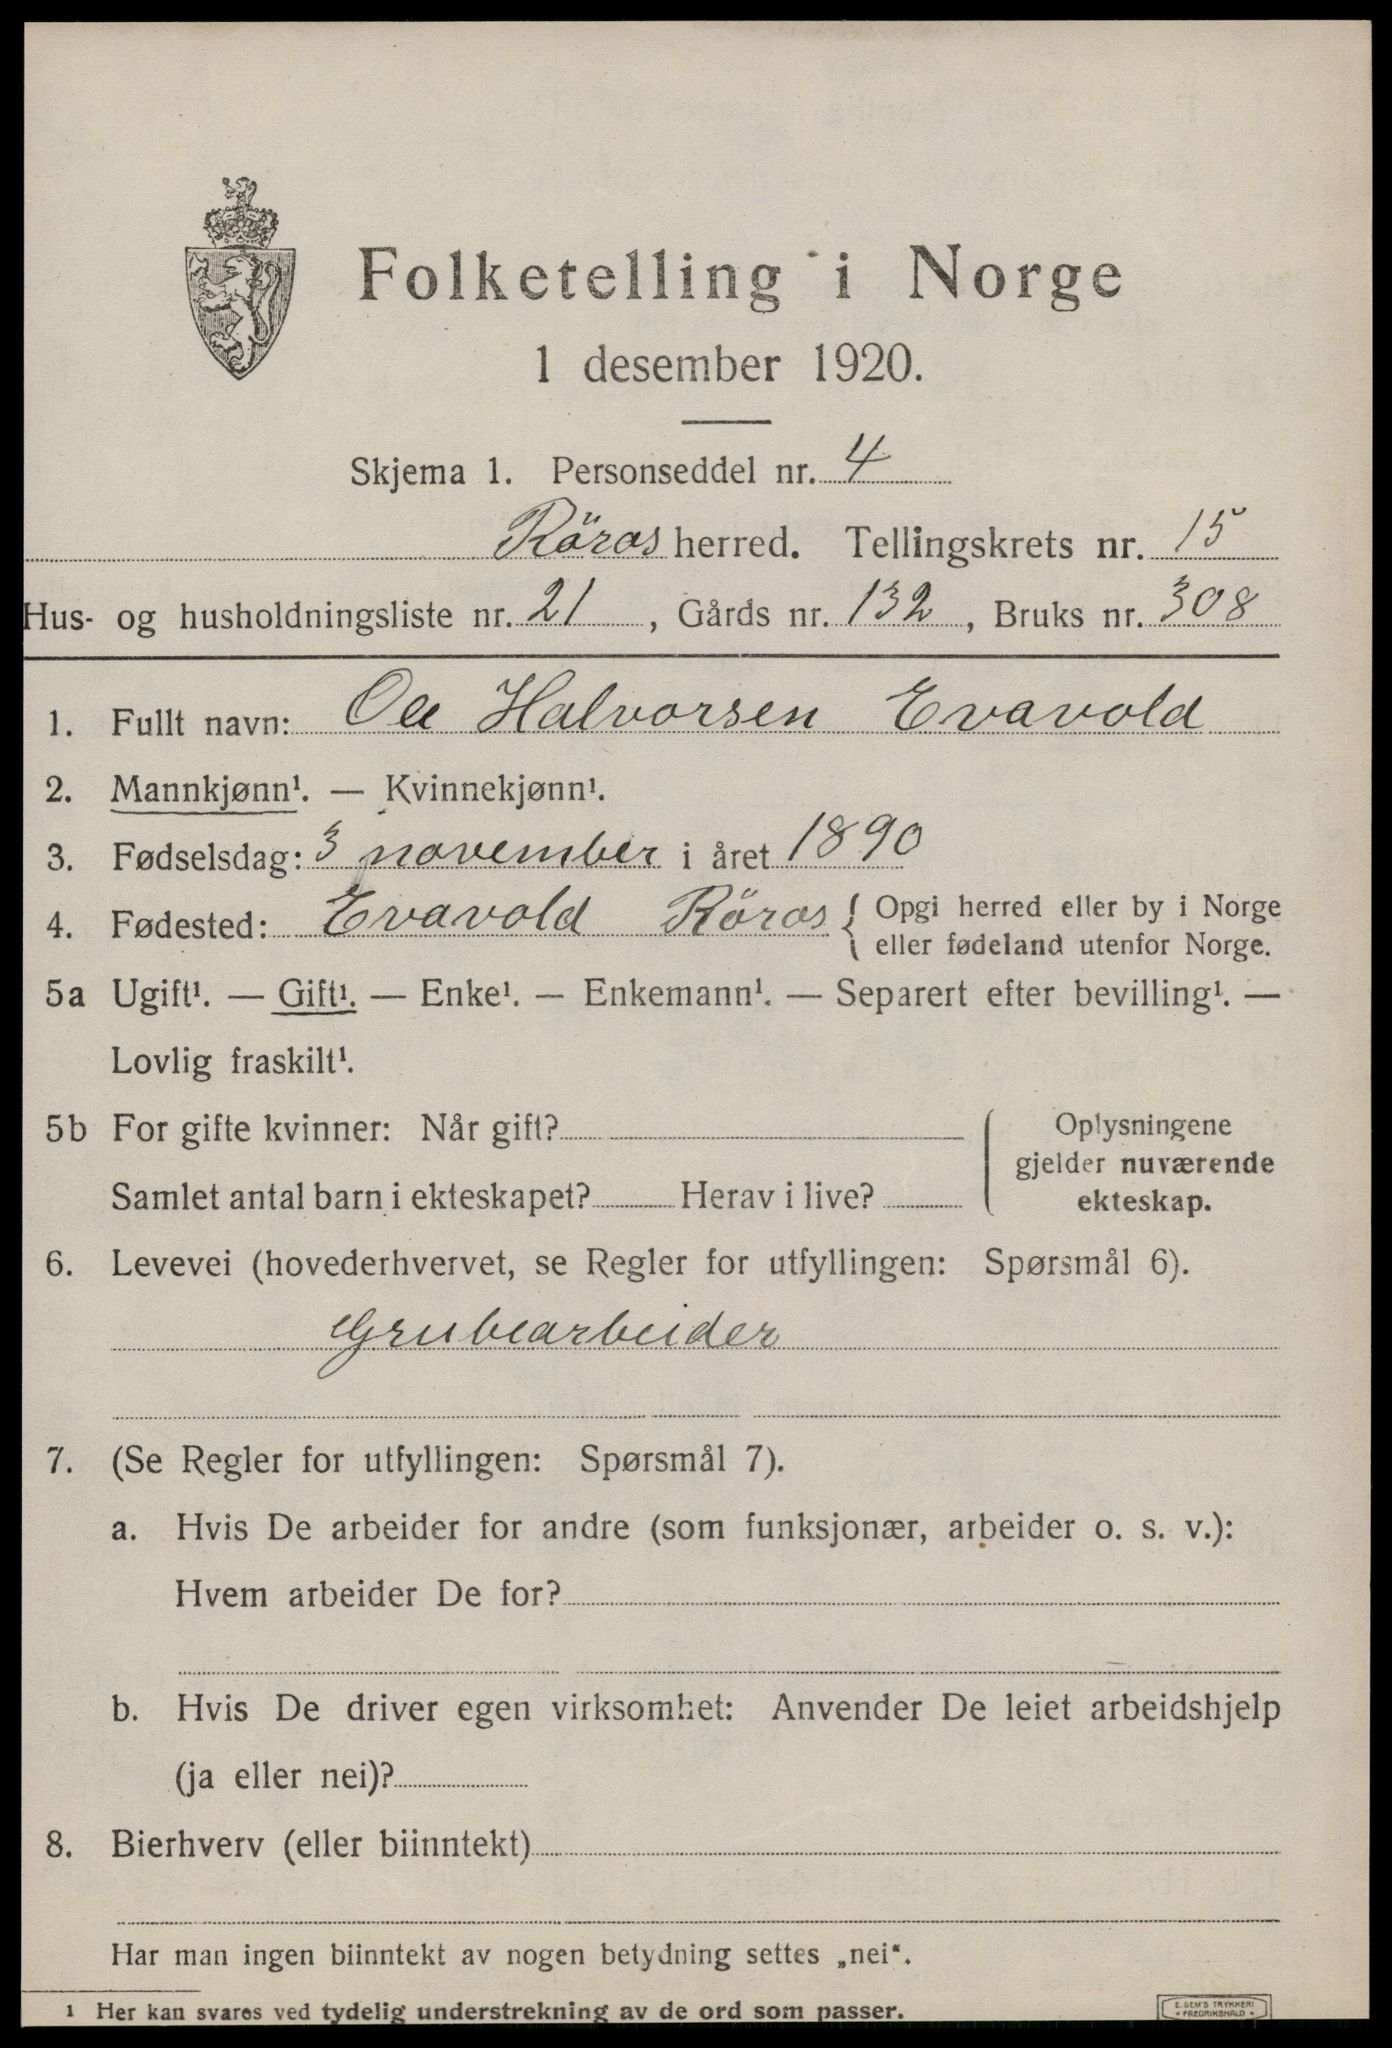 Folketelling i Norge
1 desember 1920.
Skjema 1. Personseddel nr. 4
Röros herred. Tellingskrets nr. 15
Hus- og husholdningsliste nr. 21, Gårds nr. 132, Bruks nr. 308
1. Fullt navn: Ole Halvorsen Evavold
2. Mannkjønn¹. — Kvinnekjønn¹.
3. Fødselsdag: 3 november i året 1890
4. Fødested: Evavold Röros { Opgi herred eller by i Norge
eller fødeland utenfor Norge.
5a Ugift¹. — Gift¹. — Enke¹. — Enkemann¹. — Separert efter bevilling¹. —
Lovlig fraskilt¹.
5b For gifte kvinner: Når gift?
Samlet antal barn i ekteskapet? Herav i live?
Oplysningene
gjelder nuværende
ekteskap.
6. Levevei (hovederhvervet, se Regler for utfyllingen: Spørsmål 6).
Grubearbeider
7. (Se Regler for utfyllingen: Spørsmål 7).
a. Hvis De arbeider for andre (som funksjonær, arbeider o. s. v.):
Hvem arbeider De for?
b. Hvis De driver egen virksomhet: Anvender De leiet arbeidshjelp
(ja eller nei)?
8. Bierhverv (eller biinntekt)
Har man ingen biinntekt av nogen betydning settes „nei“.
¹ Her kan svares ved tydelig understrekning av de ord som passer.
E. SEM'S TRYKKERI
• FREDRIKSHALD •